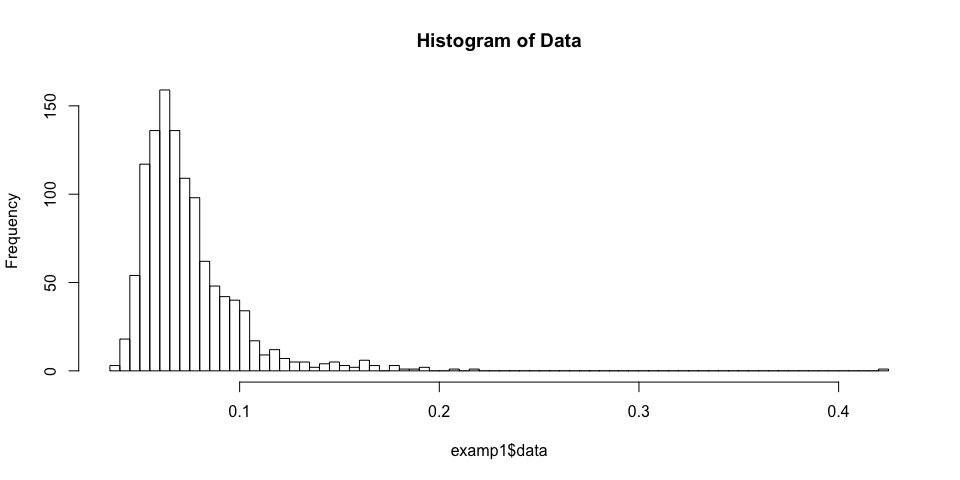 Histogram of Data
Frequency
150
100
50
0
0.1 0.2 0.3 0.4
examp1$data